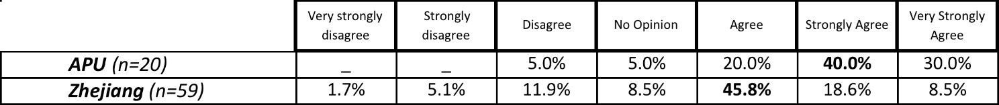 Very strongly disagree Strongly disagree Disagree No Opinion Agree Strongly Agree Very Strongly Agree
APU (n=20) _ _ 5.0% 5.0% 20.0% 40.0% 30.0%
Zhejiang (n=59) 1.7% 5.1% 11.9% 8.5% 45.8% 18.6% 8.5%